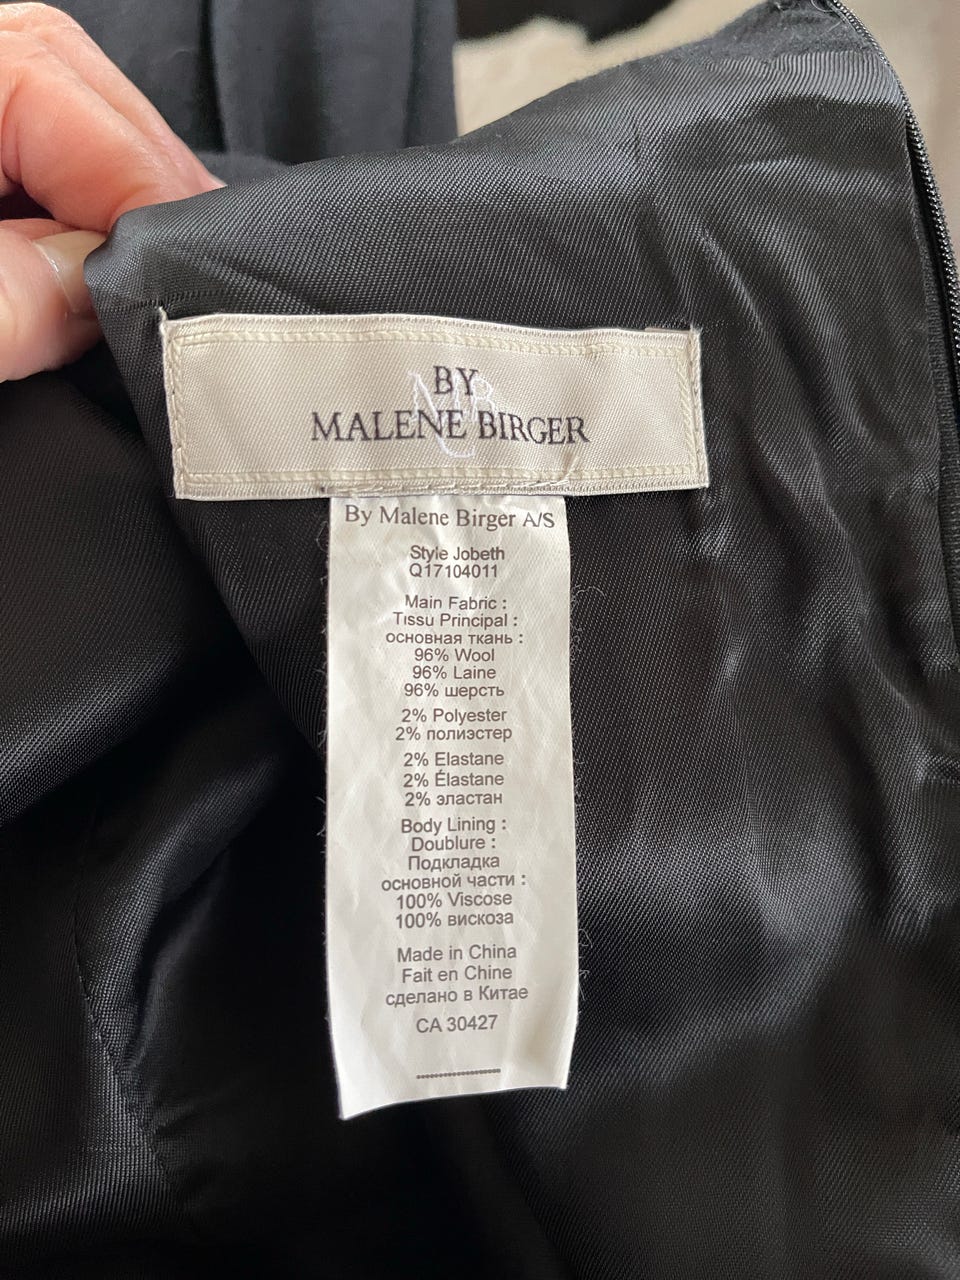 BY
MALENE BIRGER
By Malene Birger A/S
Style Jobeth
Q17104011
Main Fabric :
Tissu Principal :
основная ткань :
96% Wool
96% Laine
96% шерсть
2% Polyester
2% полиэстер
2% Elastane
2% Élastane
2% эластан
Body Lining :
Doublure :
Подкладка
основной части :
100% Viscose
100% вискоза
Made in China
Fait en Chine
сделано в Китае
CA 30427